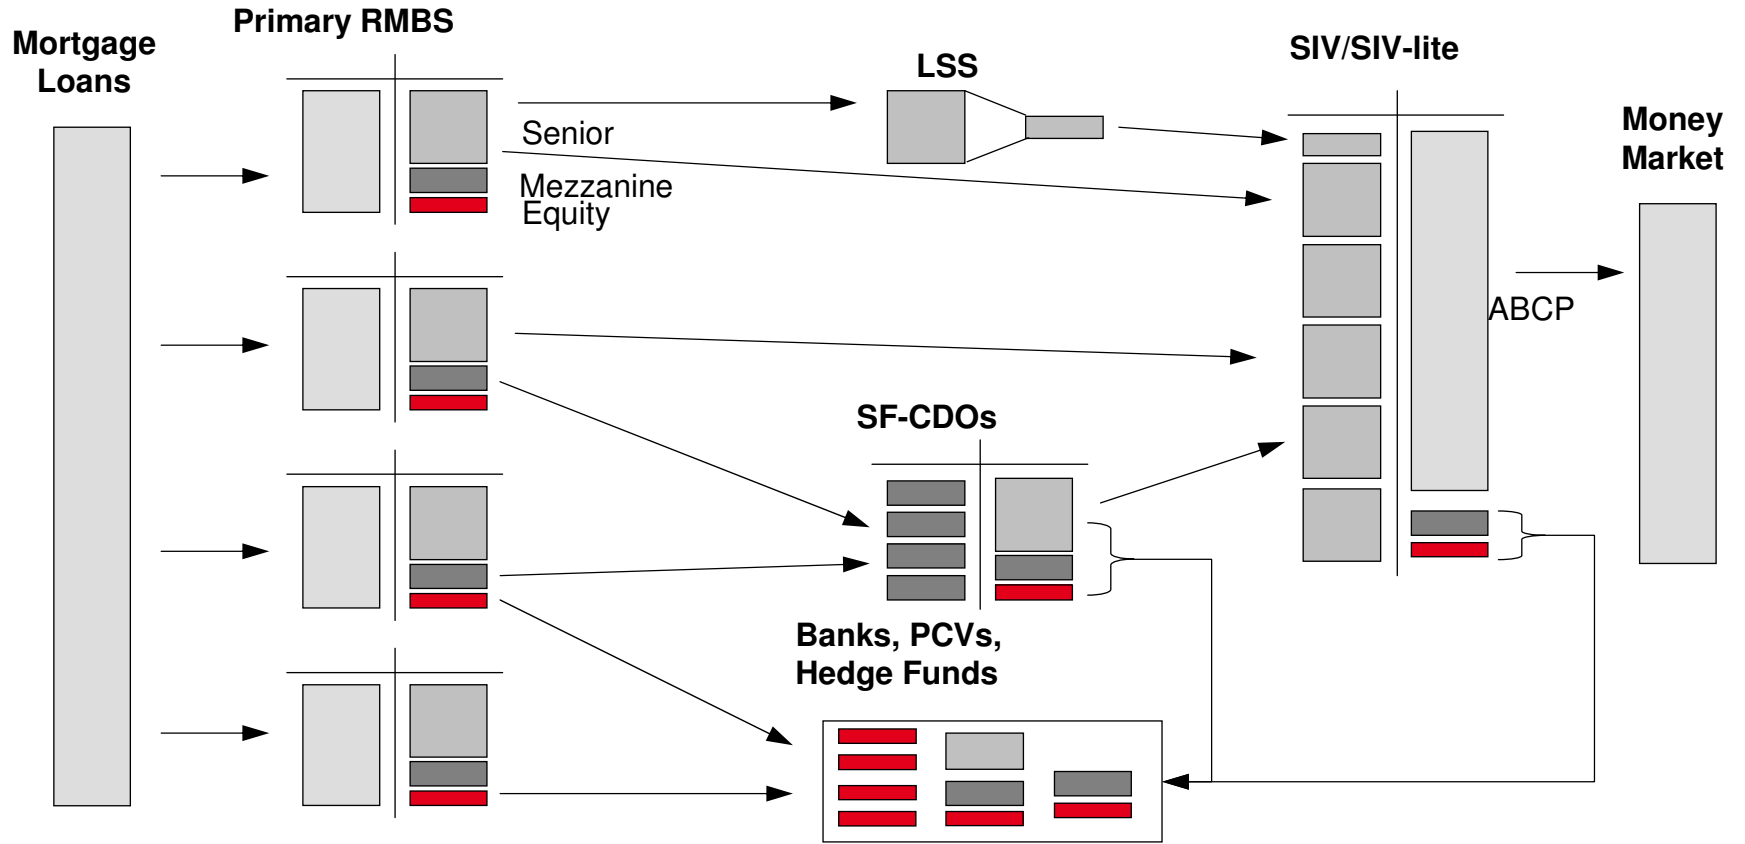 Primary RMBS
Mortgage
Loans
LSS
SIV/SIV-lite
Money
Market
Senior
Mezzanine
Equity
ABCP
SF-CDOs
Banks, PCVs,
Hedge Funds